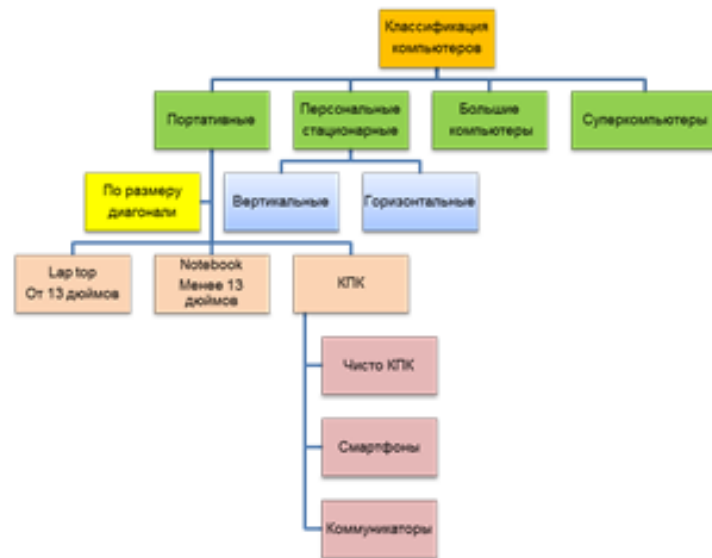 Классификация
компьютеров
Портативные
Персональные
стационарные
Большие
компьютеры
Суперкомпьютеры
По размеру
диагонали
Вертикальные
Горизонтальные
Lap top
От 13 дюймов
Notebook
Менее 13
дюймов
КПК
Чисто КПК
Смартфоны
Коммуникаторы